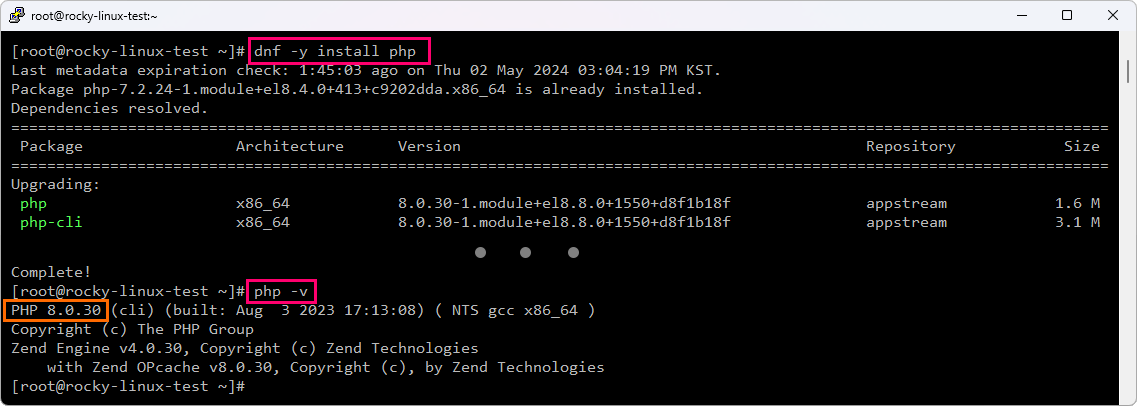 root@rocky-linux-test:~
[root@rocky-linux-test ~]# dnf -y install php
Last metadata expiration check: 1:45:03 ago on Thu 02 May 2024 03:04:19 PM KST.
Package php-7.2.24-1.module+el8.4.0+413+c9202dda.x86_64 is already installed.
Dependencies resolved.
================================================================================================================
Package Architecture Version Repository Size
================================================================================================================
Upgrading:
php x86_64 8.0.30-1.module+el8.8.0+1550+d8f1b18f appstream 1.6 M
php-cli x86_64 8.0.30-1.module+el8.8.0+1550+d8f1b18f appstream 3.1 M
● ● ●
Complete!
[root@rocky-linux-test ~]# php -v
PHP 8.0.30 (cli) (built: Aug  3 2023 17:13:08) ( NTS gcc x86_64 )
Copyright (c) The PHP Group
Zend Engine v4.0.30, Copyright (c) Zend Technologies
    with Zend OPcache v8.0.30, Copyright (c), by Zend Technologies
[root@rocky-linux-test ~]#